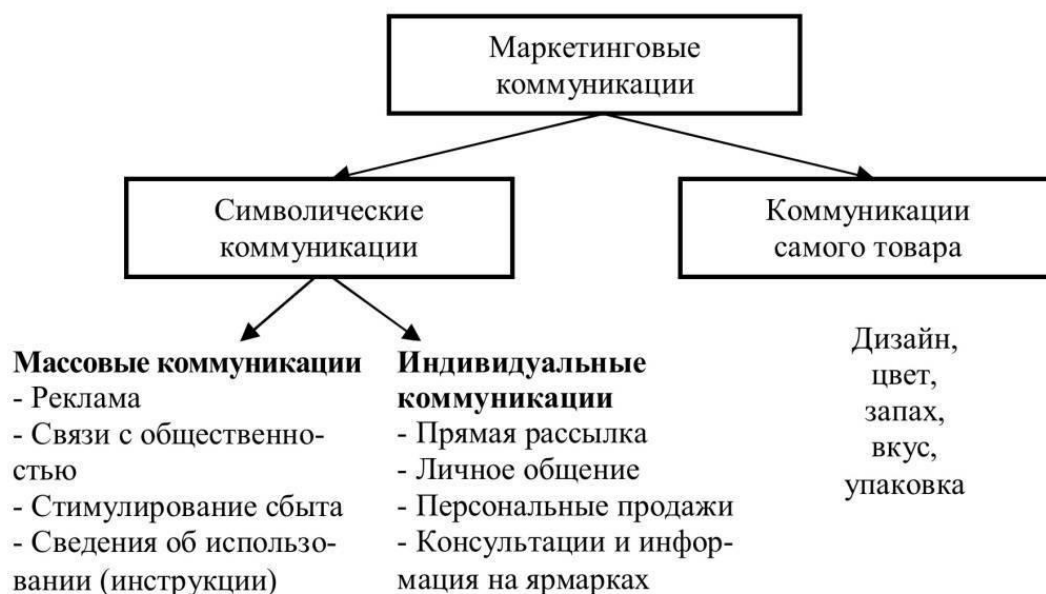 Маркетинговые
коммуникации
Символические
коммуникации
Коммуникации
самого товара
Массовые коммуникации
- Реклама
- Связи с общественно-
стью
- Стимулирование сбыта
- Сведения об использо-
вании (инструкции)
Индивидуальные
коммуникации
- Прямая рассылка
- Личное общение
- Персональные продажи
- Консультации и инфор-
мация на ярмарках
Дизайн,
цвет,
запах,
вкус,
упаковка